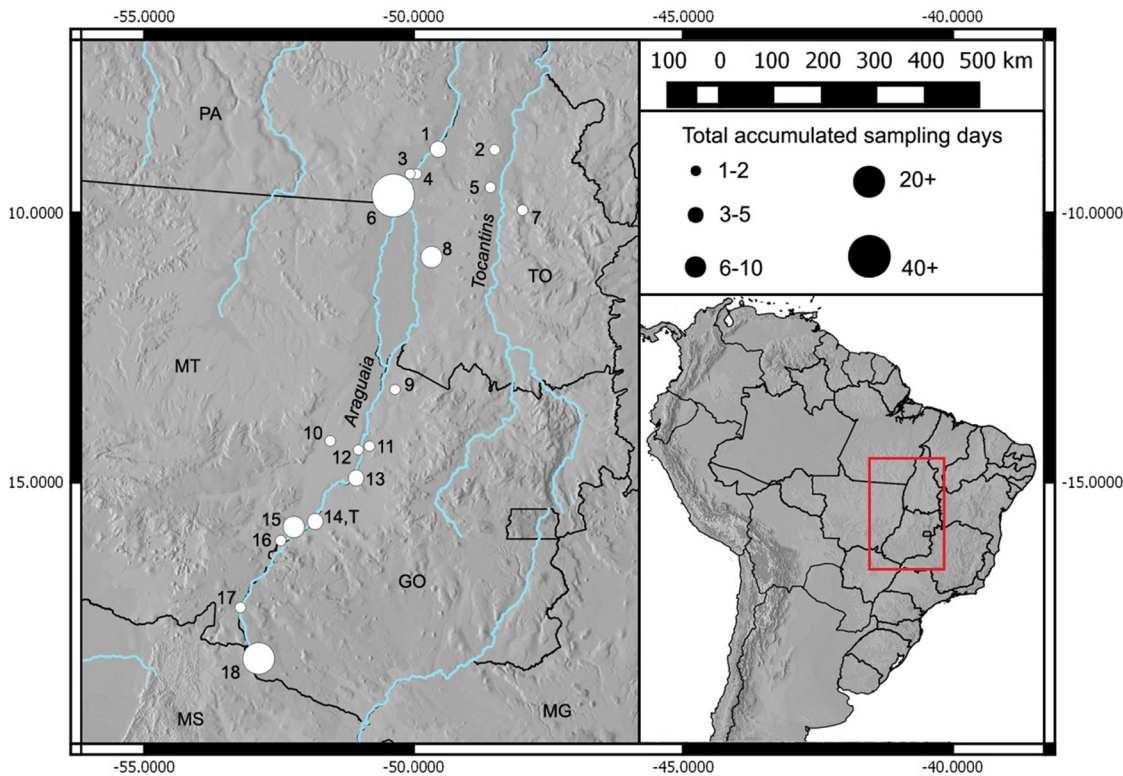 -55.0000 -50.0000 -45.0000 -40.0000
100 0 100 200 300 400 500 km
Total accumulated sampling days
1-2
3-5
6-10
20+
40+
PA
1
2
3
4
5
6
7
8
Tocantins
TO
10.0000
-10.0000
MT
Araguaia
9
10
11
12
13
15.0000
-15.0000
14,T
15
16
GO
17
18
MS
MG
-55.0000 -50.0000 -45.0000 -40.0000